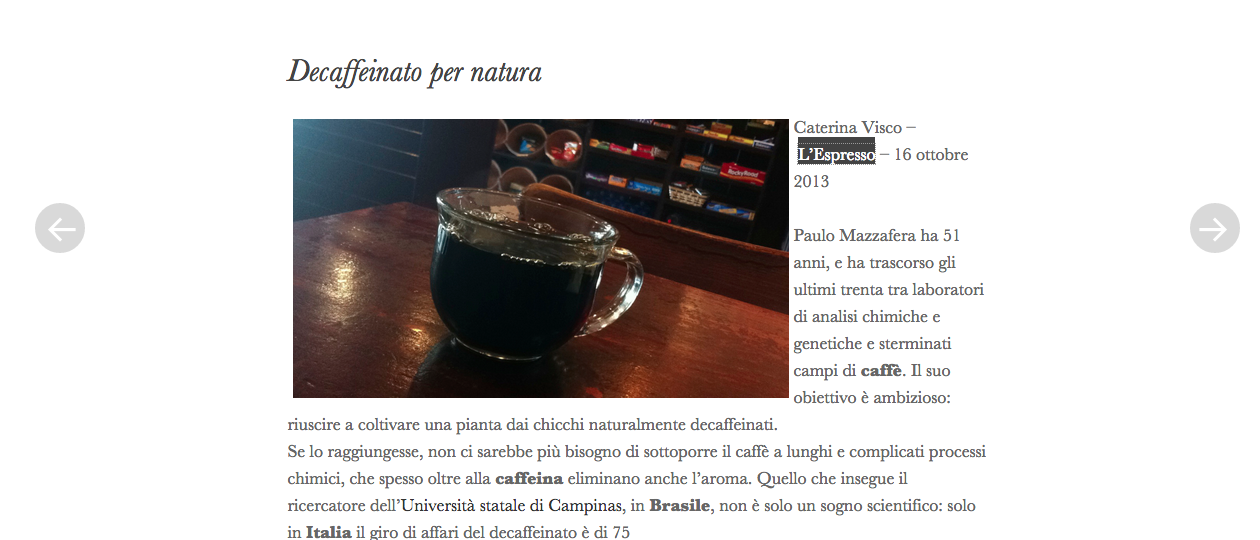 Decaffeinato per natura
Caterina Visco –
L’Espresso – 16 ottobre
2013
Paulo Mazzafera ha 51
anni, e ha trascorso gli
ultimi trenta tra laboratori
di analisi chimiche e
genetiche e sterminati
campi di caffè. Il suo
obiettivo è ambizioso:
riuscire a coltivare una pianta dai chicchi naturalmente decaffeinati.
Se lo raggiungesse, non ci sarebbe più bisogno di sottoporre il caffè a lunghi e complicati processi
chimici, che spesso oltre alla caffeina eliminano anche l’aroma. Quello che insegue il
ricercatore dell’Università statale di Campinas, in Brasile, non è solo un sogno scientifico: solo
in Italia il giro di affari del decaffeinato è di 75
RockyRoad